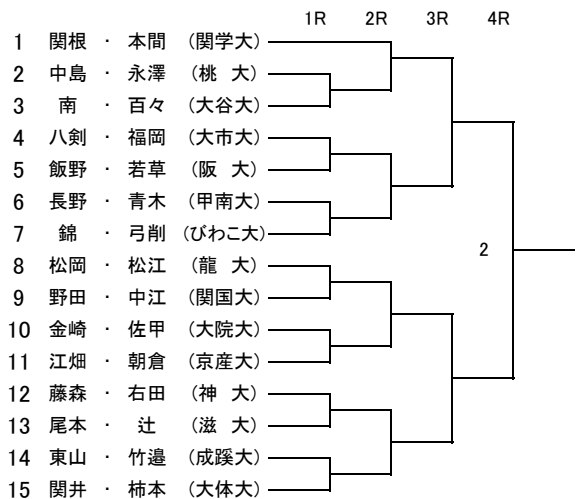 1R 2R 3R 4R
1 関根 ・ 本間 (関学大)
2 中島 ・ 永澤 (桃 大)
3 南 ・ 百々 (大谷大)
4 八剣 ・ 福岡 (大市大)
5 飯野 ・ 若草 (阪 大)
6 長野 ・ 青木 (甲南大)
7 錦 ・ 弓削 (びわこ大)
2
8 松岡 ・ 松江 (龍 大)
9 野田 ・ 中江 (関国大)
10 金崎 ・ 佐甲 (大院大)
11 江畑 ・ 朝倉 (京産大)
12 藤森 ・ 右田 (神 大)
13 尾本 ・ 辻 (滋 大)
14 東山 ・ 竹邉 (成蹊大)
15 関井 ・ 柿本 (大体大)